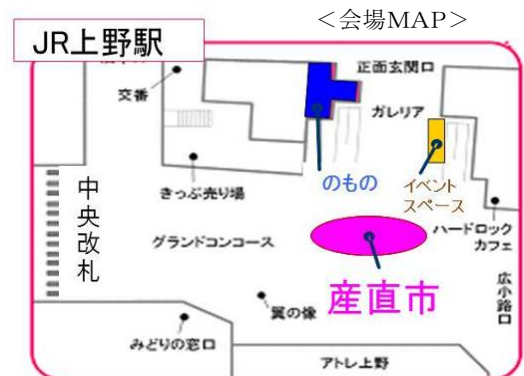 ＜会場MAP＞
JR上野駅
正面玄関口
交番
ガレリア
のもの
イベント
スペース
きっぷ売り場
中央改札
グランドコンコース
ハードロック
カフェ
産直市
広小路口
翼の像
みどりの窓口
アトレ上野